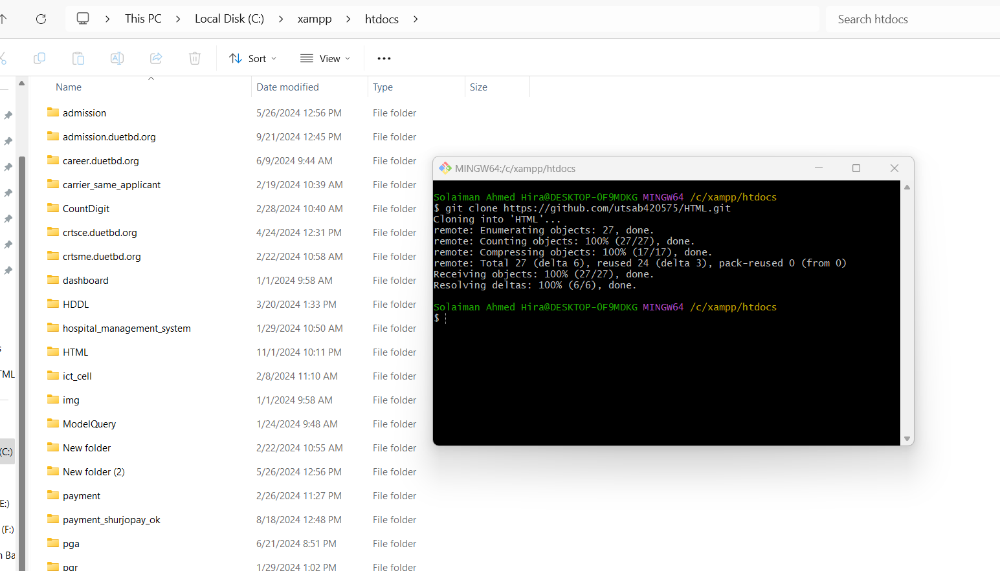 This PC > Local Disk (C:) > xampp > htdocs >
Search htdocs
Sort
View
Name
Date modified
Type
Size
admission 5/26/2024 12:56 PM File folder
admission.duetbd.org 9/21/2024 12:45 PM File folder
career.duetbd.org 6/9/2024 9:44 AM File folder
carrier_same_applicant 2/19/2024 10:39 AM File folder
CountDigit 2/28/2024 10:40 AM File folder
crtsce.duetbd.org 4/24/2024 12:31 PM File folder
crtsme.duetbd.org 2/22/2024 10:58 AM File folder
dashboard 1/1/2024 9:58 AM File folder
HDDL 3/20/2024 1:33 PM File folder
hospital_management_system 1/29/2024 10:50 AM File folder
HTML 11/1/2024 10:11 PM File folder
ict_cell 2/8/2024 11:10 AM File folder
img 1/1/2024 9:58 AM File folder
ModelQuery 1/24/2024 9:48 AM File folder
New folder 2/22/2024 10:55 AM File folder
New folder (2) 5/26/2024 12:56 PM File folder
payment 2/26/2024 11:27 PM File folder
payment_shurjopay_ok 8/18/2024 12:48 PM File folder
pga 6/21/2024 8:51 PM File folder
pgr 1/29/2024 1:02 PM File folder
(C:)
E:)
(F:)
MINGW64:/c/xampp/htdocs
Solaiman Ahmed Hira@DESKTOP-OF9MDKG MINGW64 /c/xampp/htdocs
$ git clone https://github.com/utsab420575/HTML.git
Cloning into 'HTML'...
remote: Enumerating objects: 27, done.
remote: Counting objects: 100% (27/27), done.
remote: Compressing objects: 100% (17/17), done.
remote: Total 27 (delta 6), reused 24 (delta 3), pack-reused 0 (from 0)
Receiving objects: 100% (27/27), done.
Resolving deltas: 100% (6/6), done.
Solaiman Ahmed Hira@DESKTOP-OF9MDKG MINGW64 /c/xampp/htdocs
$